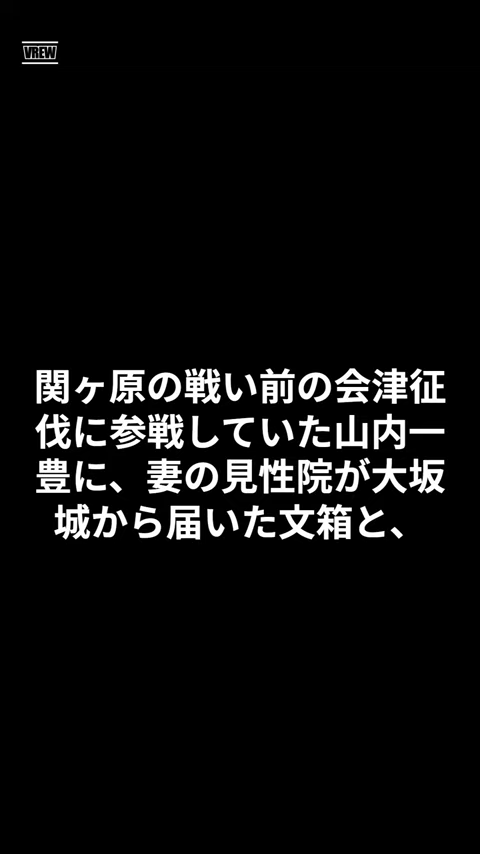 VREW
関ヶ原の戦い前の会津征
伐に参戦していた山内一
豊に、妻の見性院が大坂
城から届いた文箱と、